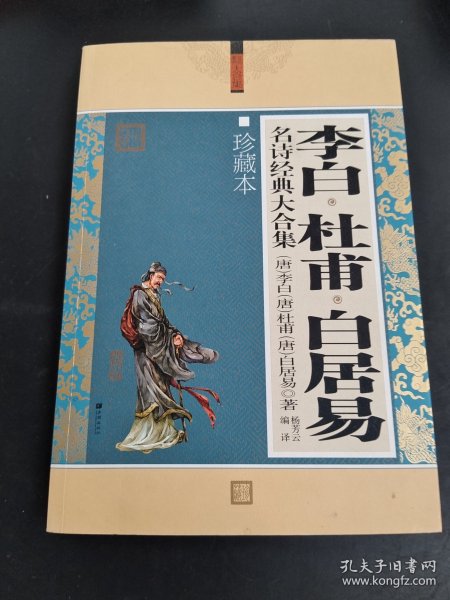 李白·杜甫·白居易
名诗经典大合集
(唐)李白(唐)杜甫(唐)白居易◎著
杨芳云
编译
珍藏本
孔夫子旧书网
www.kongfz.com